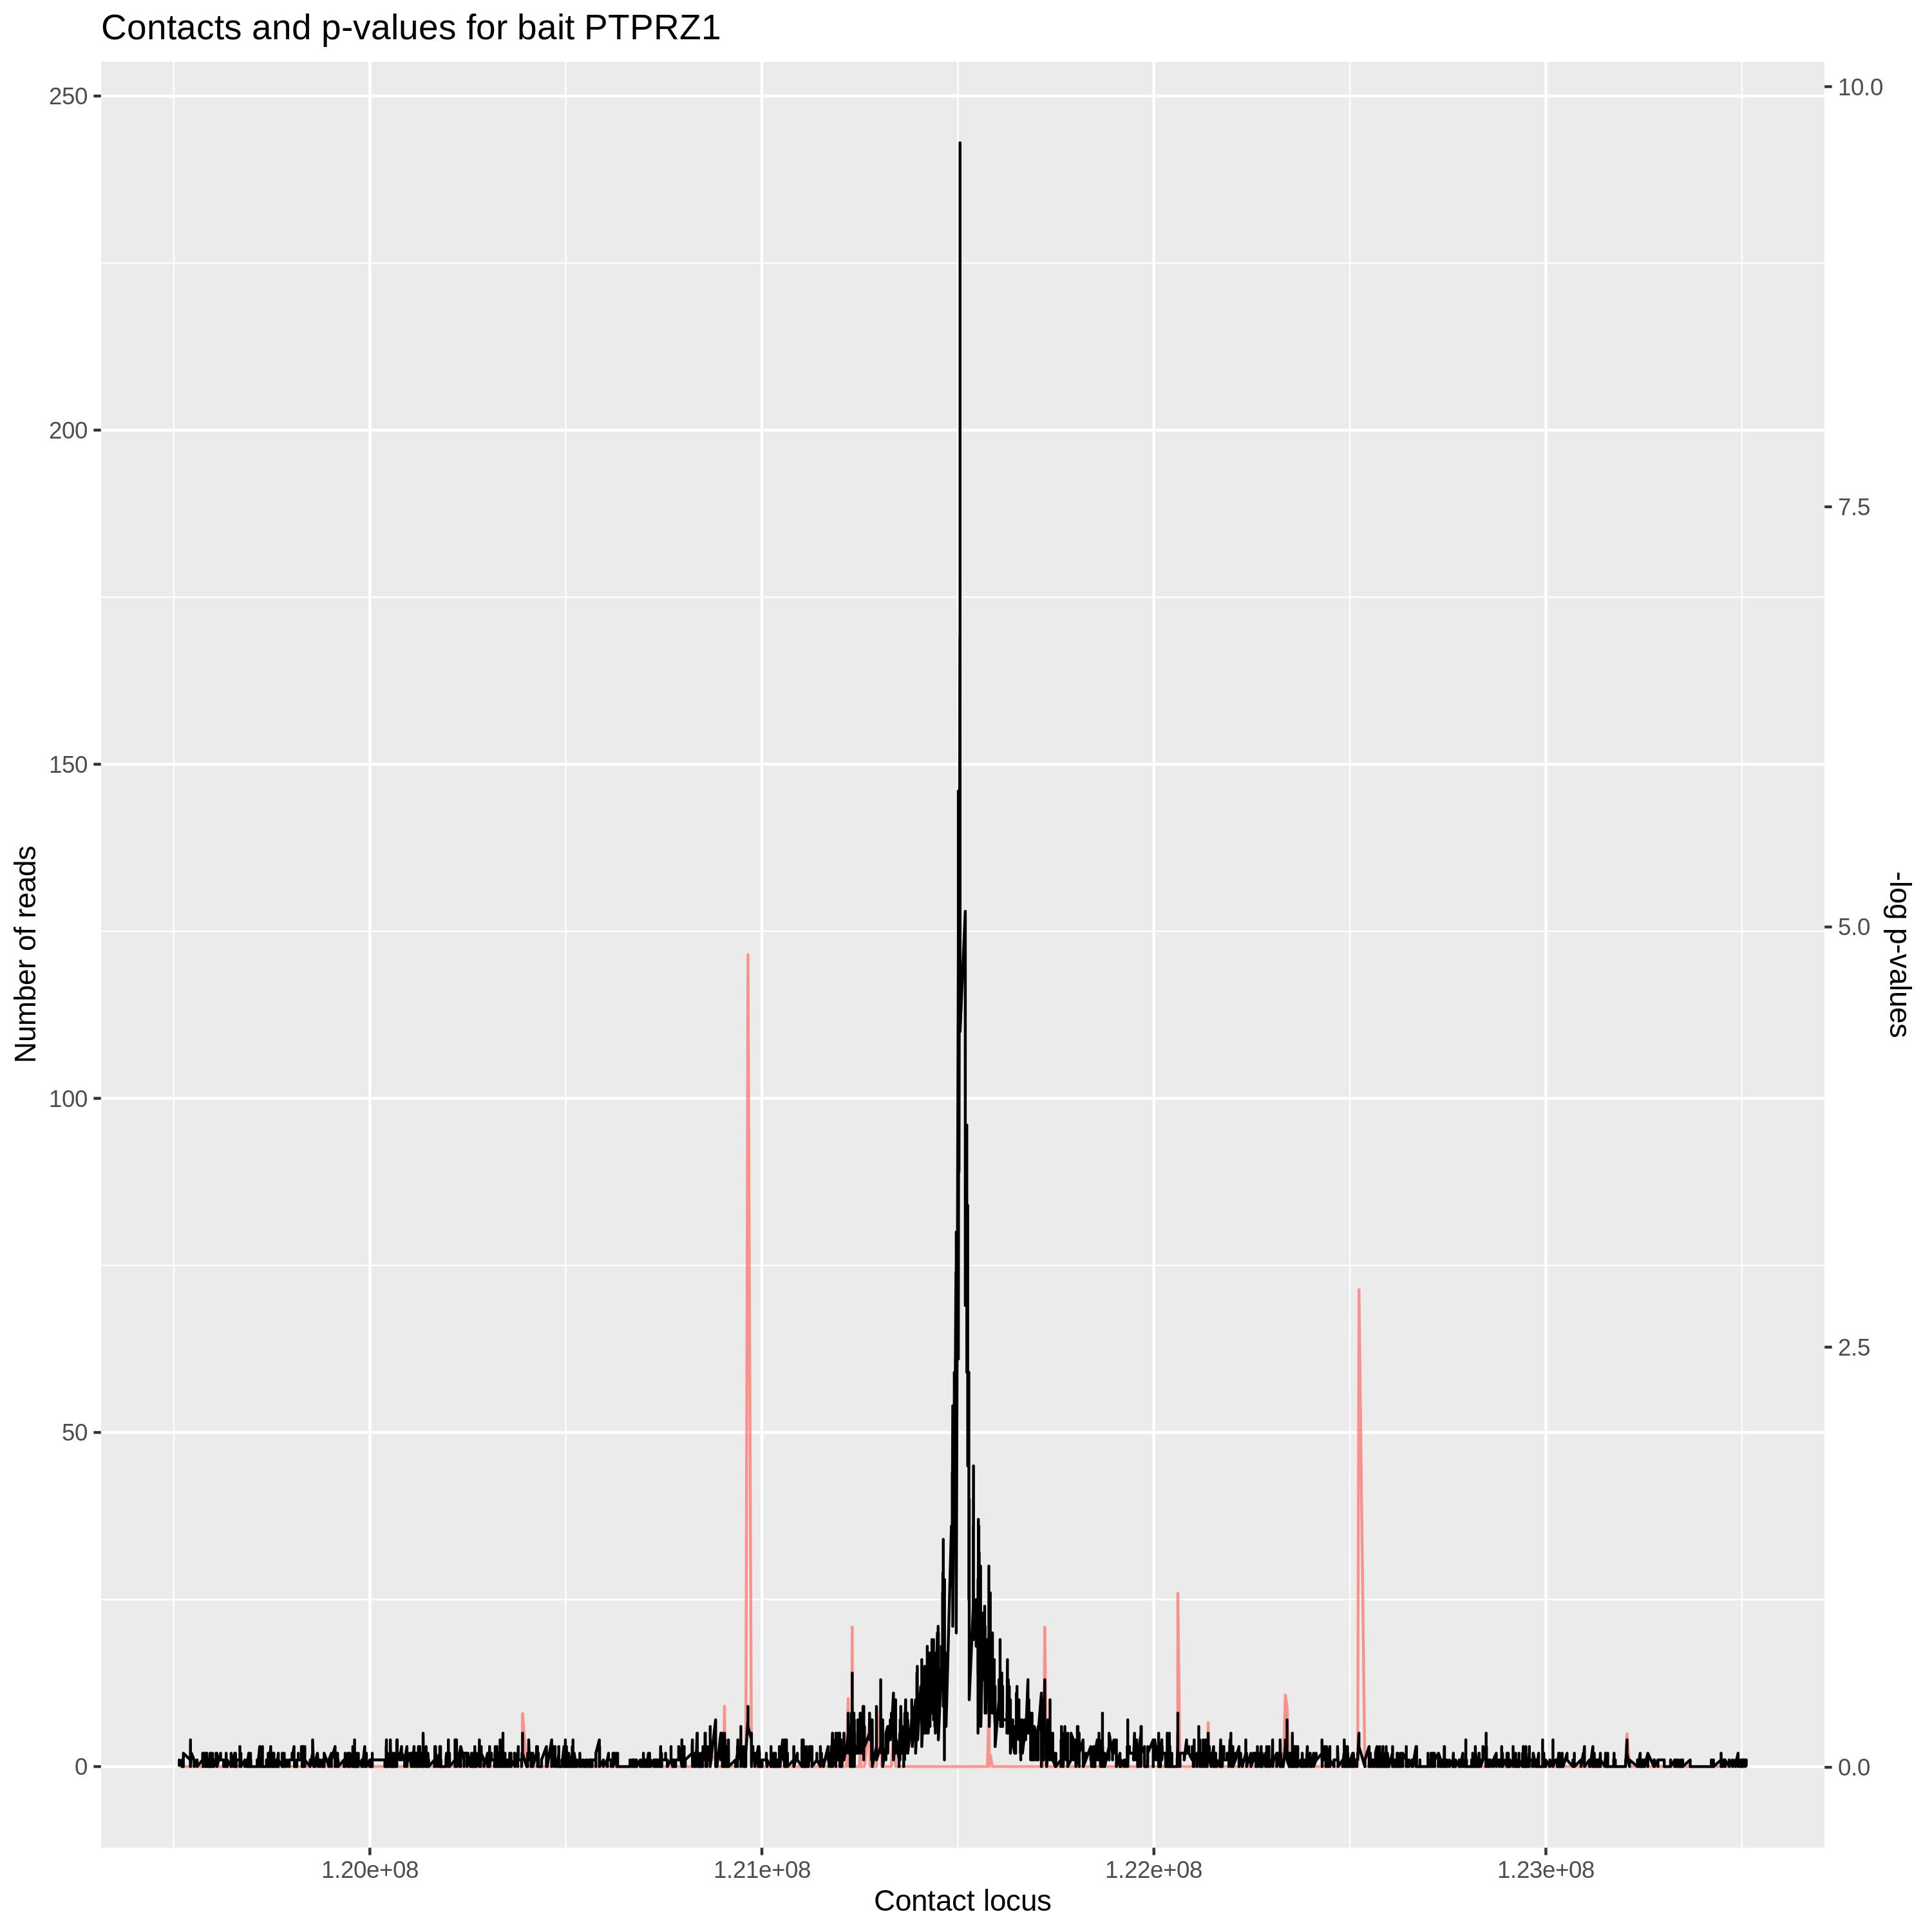 Contacts and p-values for bait PTPRZ1
250
200
150
100
50
0
Number of reads
10.0
7.5
5.0
2.5
0.0
-log p-values
1.20e+08
1.21e+08
1.22e+08
1.23e+08
Contact locus